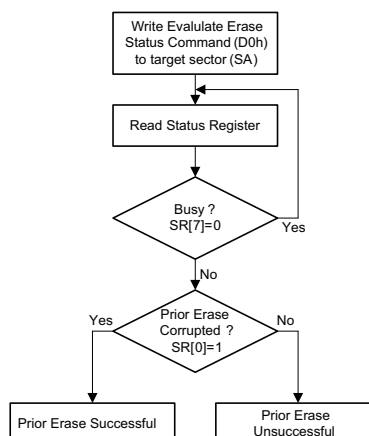 Write Evalulate Erase
Status Command (D0h)
to target sector (SA)
Read Status Register
Busy ?
SR[7]=0
Yes
No
Yes
Prior Erase
Corrupted ?
SR[0]=1
No
Prior Erase Successful
Prior Erase
Unsuccessful